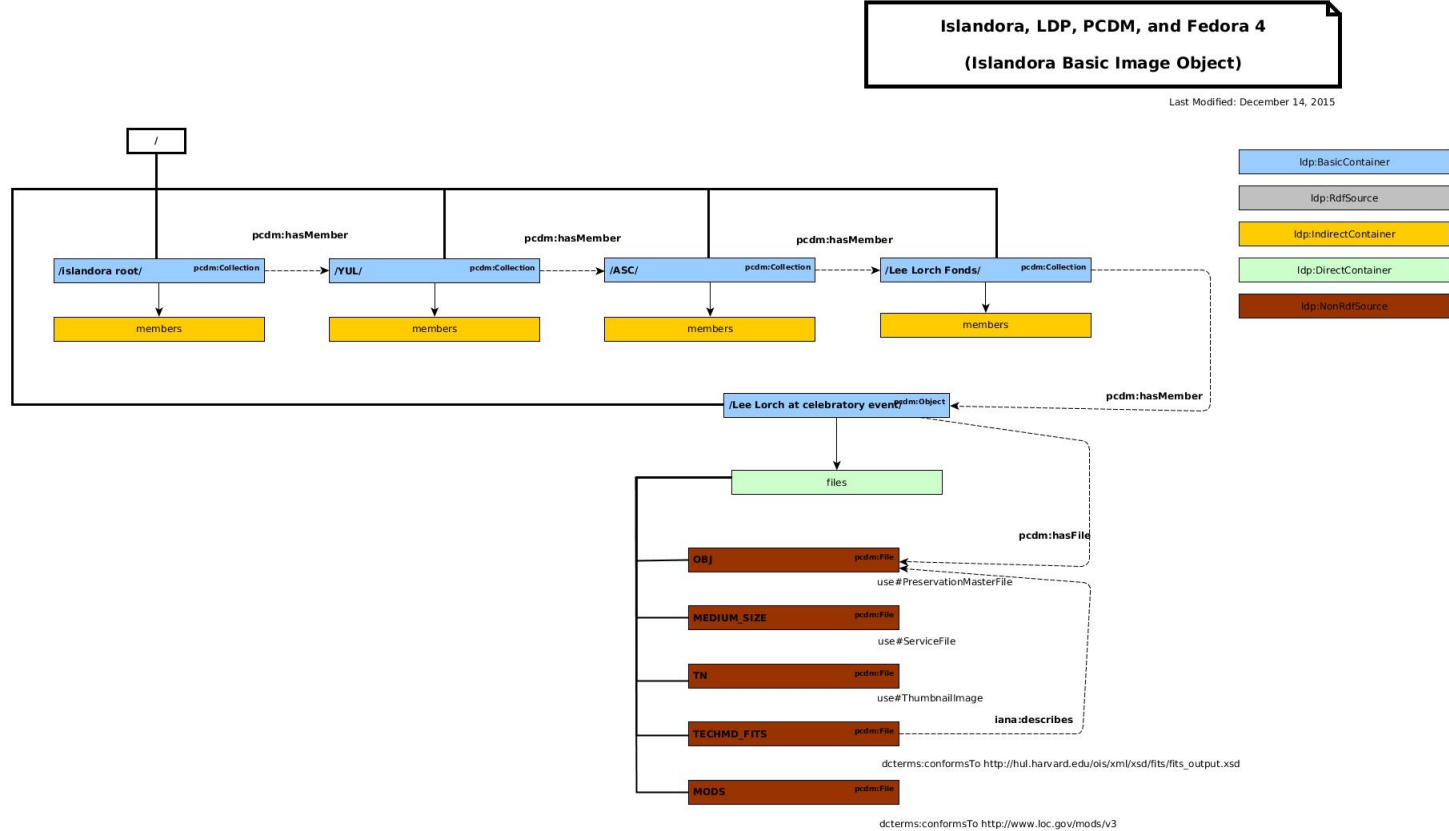 Islandora, LDP, PCDM, and Fedora 4
(Islandora Basic Image Object)
Last Modified: December 14, 2015
/
ldp:BasicContainer
ldp:RdfSource
ldp:IndirectContainer
ldp:DirectContainer
ldp:NonRdfSource
pcdm:hasMember
pcdm:hasMember
pcdm:hasMember
/islandora root/ pcdm:Collection
/YUL/ pcdm:Collection
/ASC/ pcdm:Collection
/Lee Lorch Fonds/ pcdm:Collection
members
members
members
members
pcdm:hasMember
/Lee Lorch at celebratory event/ pcdm:Object
files
pcdm:hasFile
OBJ pcdm:File
use#PreservationMasterFile
MEDIUM_SIZE pcdm:File
use#ServiceFile
TN pcdm:File
use#ThumbnailImage
iana:describes
TECHMD_FITS pcdm:File
dcterms:conformsTo http://hul.harvard.edu/ois/xml/xsd/fits/fits_output.xsd
MODS pcdm:File
dcterms:conformsTo http://www.loc.gov/mods/v3